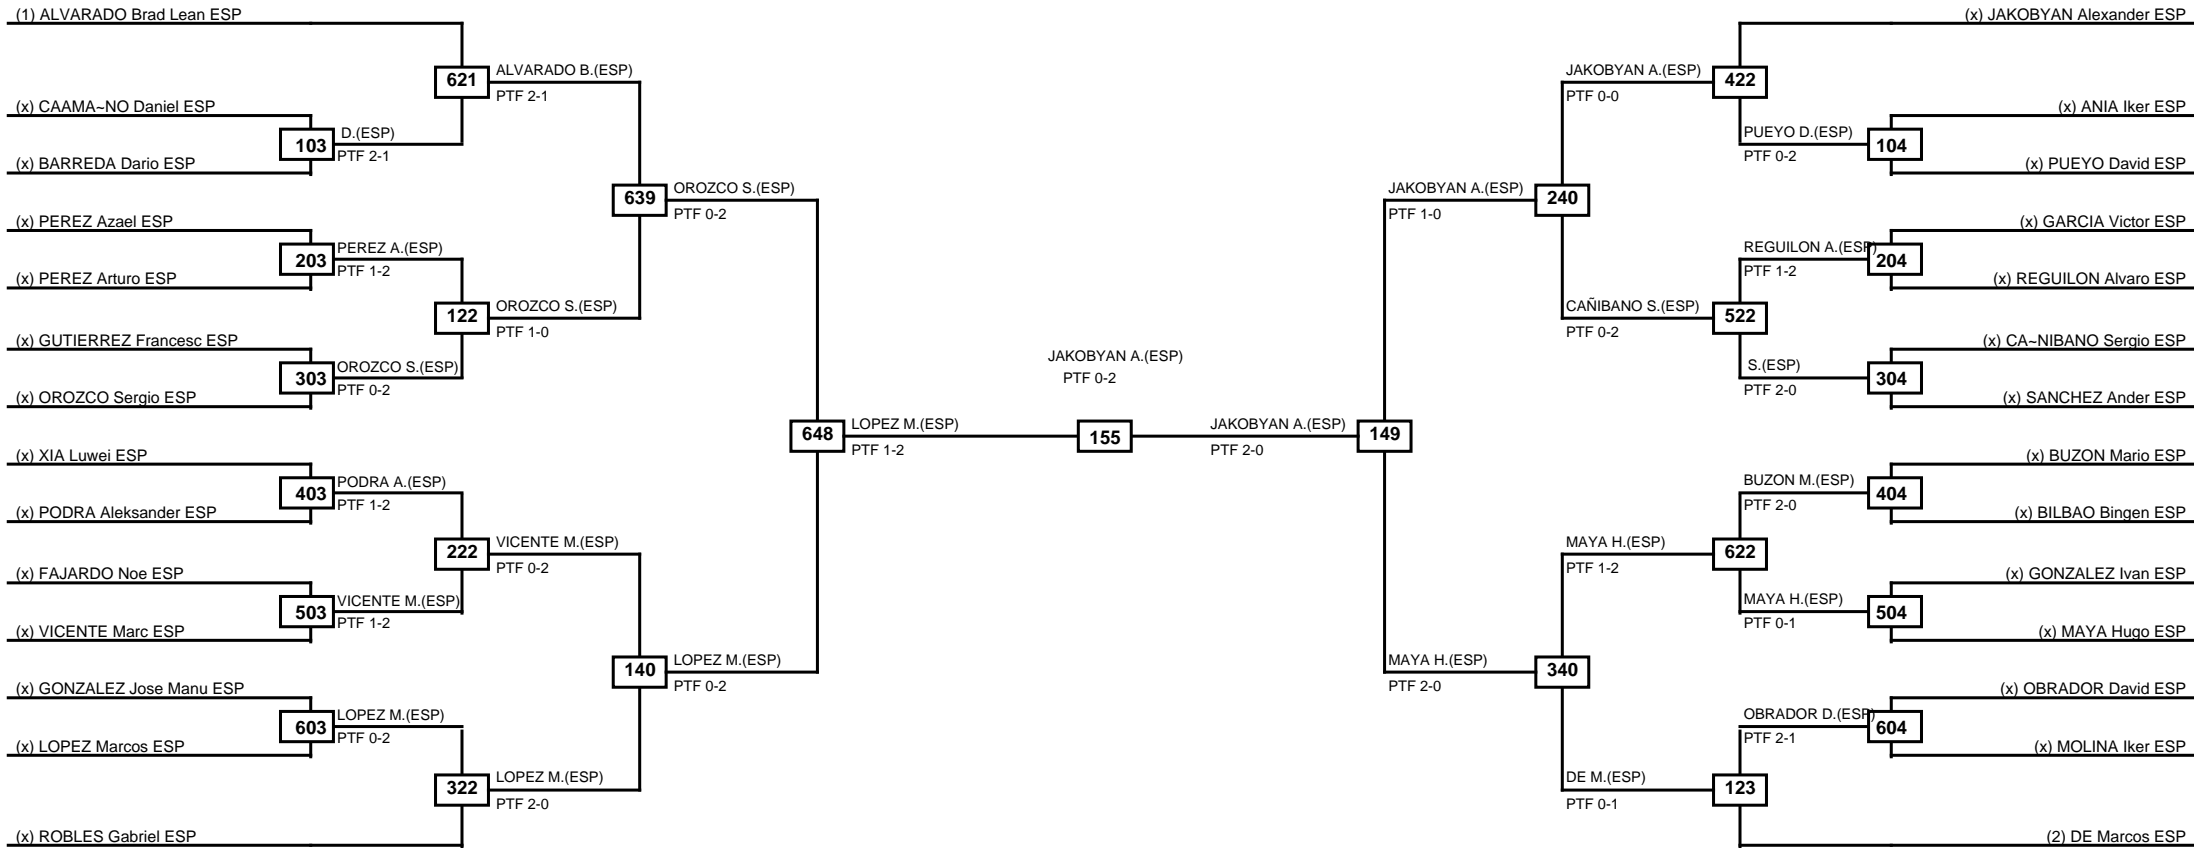 (1) ALVARADO Brad Lean ESP
(x) JAKOBYAN Alexander ESP
621
ALVARADO B.(ESP)
PTF 2-1
JAKOBYAN A.(ESP)
PTF 0-0
422
(x) CAAMA~NO Daniel ESP
(x) ANIA Iker ESP
103
D.(ESP)
PTF 2-1
PUEYO D.(ESP)
PTF 0-2
104
(x) BARREDA Dario ESP
(x) PUEYO David ESP
639
OROZCO S.(ESP)
PTF 0-2
JAKOBYAN A.(ESP)
PTF 1-0
240
(x) PEREZ Azael ESP
(x) GARCIA Victor ESP
203
PEREZ A.(ESP)
PTF 1-2
REGUILON A.(ESP)
PTF 1-2
204
(x) PEREZ Arturo ESP
(x) REGUILON Alvaro ESP
122
OROZCO S.(ESP)
PTF 1-0
CAÑIBANO S.(ESP)
PTF 0-2
522
(x) GUTIERREZ Francesc ESP
(x) CA~NIBANO Sergio ESP
JAKOBYAN A.(ESP)
PTF 0-2
303
OROZCO S.(ESP)
PTF 0-2
S.(ESP)
PTF 2-0
304
(x) OROZCO Sergio ESP
(x) SANCHEZ Ander ESP
648
LOPEZ M.(ESP)
PTF 1-2
155
JAKOBYAN A.(ESP)
PTF 2-0
149
(x) XIA Luwei ESP
(x) BUZON Mario ESP
403
PODRA A.(ESP)
PTF 1-2
BUZON M.(ESP)
PTF 2-0
404
(x) PODRA Aleksander ESP
(x) BILBAO Bingen ESP
222
VICENTE M.(ESP)
PTF 0-2
MAYA H.(ESP)
PTF 1-2
622
(x) FAJARDO Noe ESP
(x) GONZALEZ Ivan ESP
503
VICENTE M.(ESP)
PTF 1-2
MAYA H.(ESP)
PTF 0-1
504
(x) VICENTE Marc ESP
(x) MAYA Hugo ESP
140
LOPEZ M.(ESP)
PTF 0-2
MAYA H.(ESP)
PTF 2-0
340
(x) GONZALEZ Jose Manu ESP
(x) OBRADOR David ESP
603
LOPEZ M.(ESP)
PTF 0-2
OBRADOR D.(ESP)
PTF 2-1
604
(x) LOPEZ Marcos ESP
(x) MOLINA Iker ESP
322
LOPEZ M.(ESP)
PTF 2-0
DE M.(ESP)
PTF 0-1
123
(x) ROBLES Gabriel ESP
(2) DE Marcos ESP